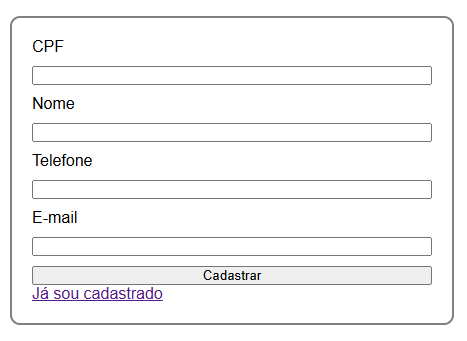 CPF
Nome
Telefone
E-mail
Cadastrar
Já sou cadastrado